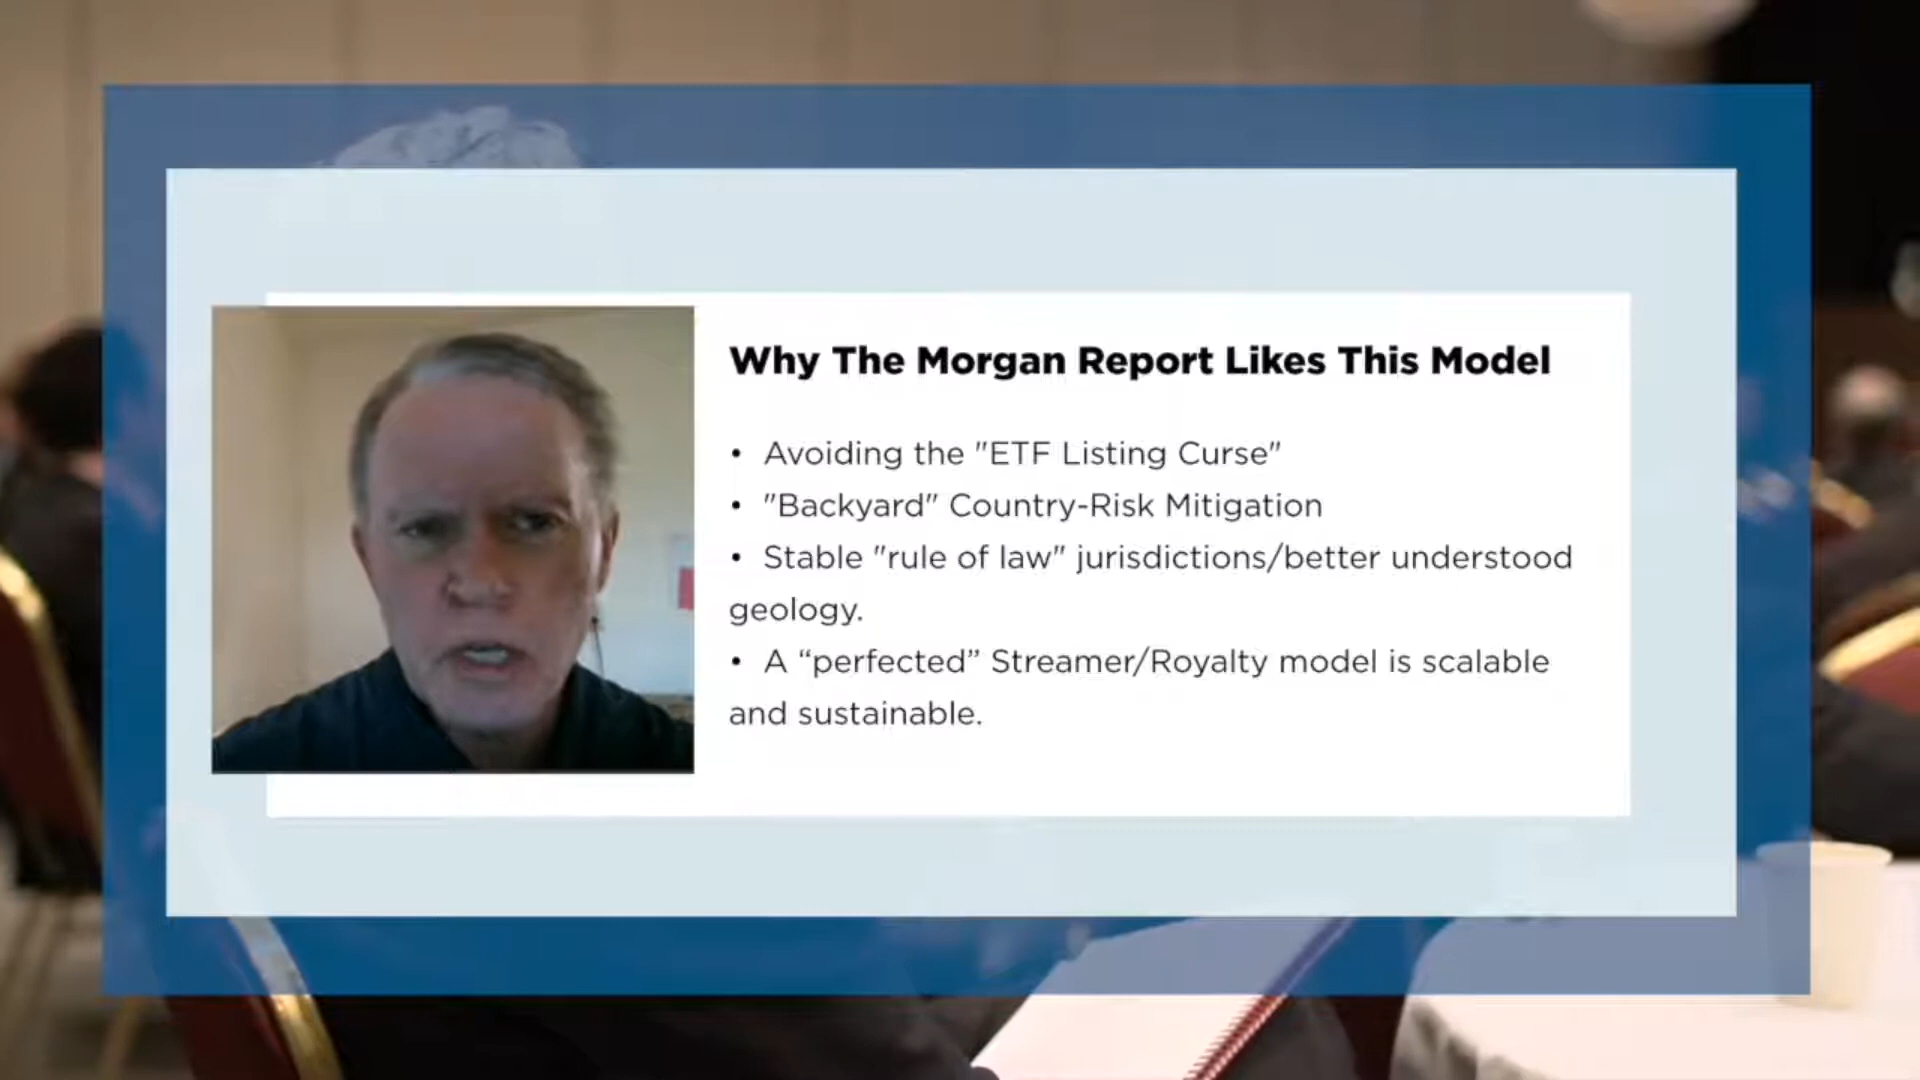 Why The Morgan Report Likes This Model
• Avoiding the "ETF Listing Curse"
• "Backyard" Country-Risk Mitigation
• Stable "rule of law" jurisdictions/better understood
geology.
• A “perfected” Streamer/Royalty model is scalable
and sustainable.